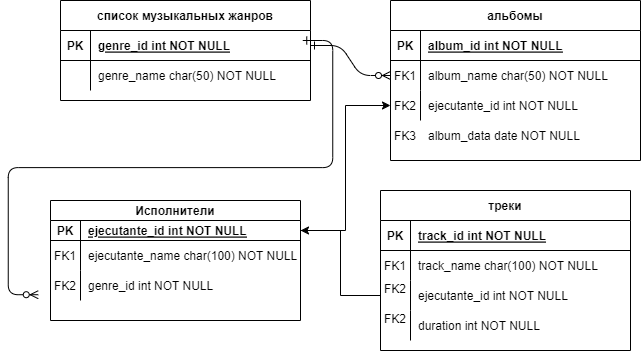 список музыкальных жанров
PK genre_id int NOT NULL
genre_name char(50) NOT NULL
альбомы
PK album_id int NOT NULL
FK1 album_name char(50) NOT NULL
FK2 ejecutante_id int NOT NULL
FK3 album_data date NOT NULL
Исполнители
PK ejecutante_id int NOT NULL
FK1 ejecutante_name char(100) NOT NULL
FK2 genre_id int NOT NULL
треки
PK track_id int NOT NULL
FK1 track_name char(100) NOT NULL
FK2 ejecutante_id int NOT NULL
FK2 duration int NOT NULL